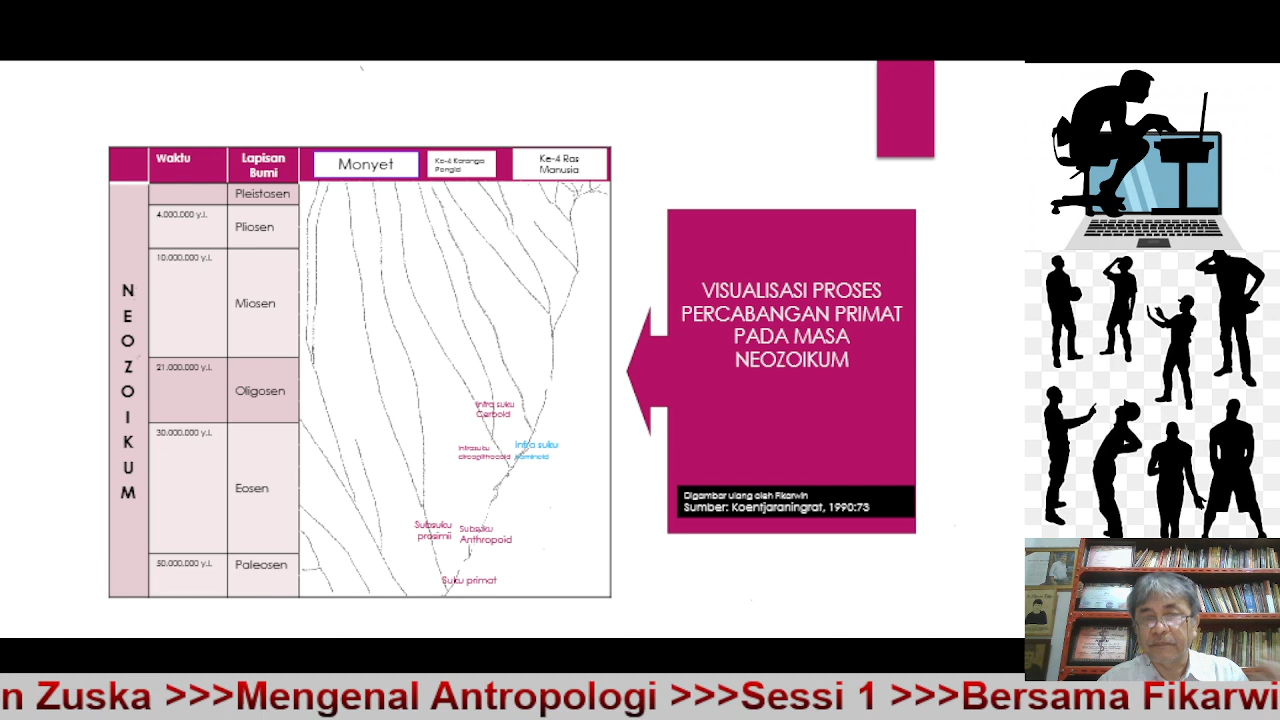 Waktu
Lapisan
Bumi
Monyet
Ke-4 Karanga
Pongid
Ke-4 Ras
Manusia
NEOZOIKUM
Pleistosen
4.000.000 y.l.
Pliosen
10.000.000 y.l.
Miosen
21.000.000 y.l.
Oligosen
30.000.000 y.l.
Eosen
50.000.000 y.l.
Paleosen
Infra suku
Infrasuku
Infra suku
Subsuku
prosimii
Subsuku
Anthropoid
Suku primat
VISUALISASI PROSES
PERCABANGAN PRIMAT
PADA MASA
NEOZOIKUM
Digambar ulang oleh Fikarwin
Sumber: Koentjaraningrat, 1990:73
n Zuska >>>Mengenal Antropologi >>>Sessi 1 >>>Bersama Fikarwi